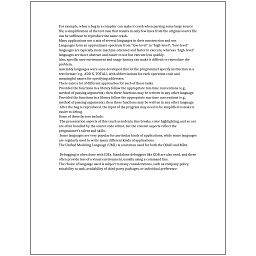 For example, when a bug in a compiler can make it crash when parsing some large source
file, a simplification of the test case that results in only few lines from the original source file
can be sufficient to reproduce the same crash.
Many applications use a mix of several languages in their construction and use.
Languages form an approximate spectrum from "low-level" to "high-level"; "low-level"
languages are typically more machine-oriented and faster to execute, whereas "high-level"
languages are more abstract and easier to use but execute less quickly.
Also, specific user environment and usage history can make it difficult to reproduce the
problem.
Assembly languages were soon developed that let the programmer specify instruction in a
text format (e.g., ADD X, TOTAL), with abbreviations for each operation code and
meaningful names for specifying addresses.
There exist a lot of different approaches for each of those tasks.
Provided the functions in a library follow the appropriate run-time conventions (e.g.,
method of passing arguments), then these functions may be written in any other language.
Provided the functions in a library follow the appropriate run-time conventions (e.g.,
method of passing arguments), then these functions may be written in any other language.
After the bug is reproduced, the input of the program may need to be simplified to make it
easier to debug.
Some of these factors include:
The presentation aspects of this (such as indents, line breaks, color highlighting, and so on)
are often handled by the source code editor, but the content aspects reflect the
programmer's talent and skills.
Some languages are very popular for particular kinds of applications, while some languages
are regularly used to write many different kinds of applications.
The Unified Modeling Language (UML) is a notation used for both the OOAD and MDA.
Debugging is often done with IDEs. Standalone debuggers like GDB are also used, and these
often provide less of a visual environment, usually using a command line.
The choice of language used is subject to many considerations, such as company policy,
suitability to task, availability of third-party packages, or individual preference.